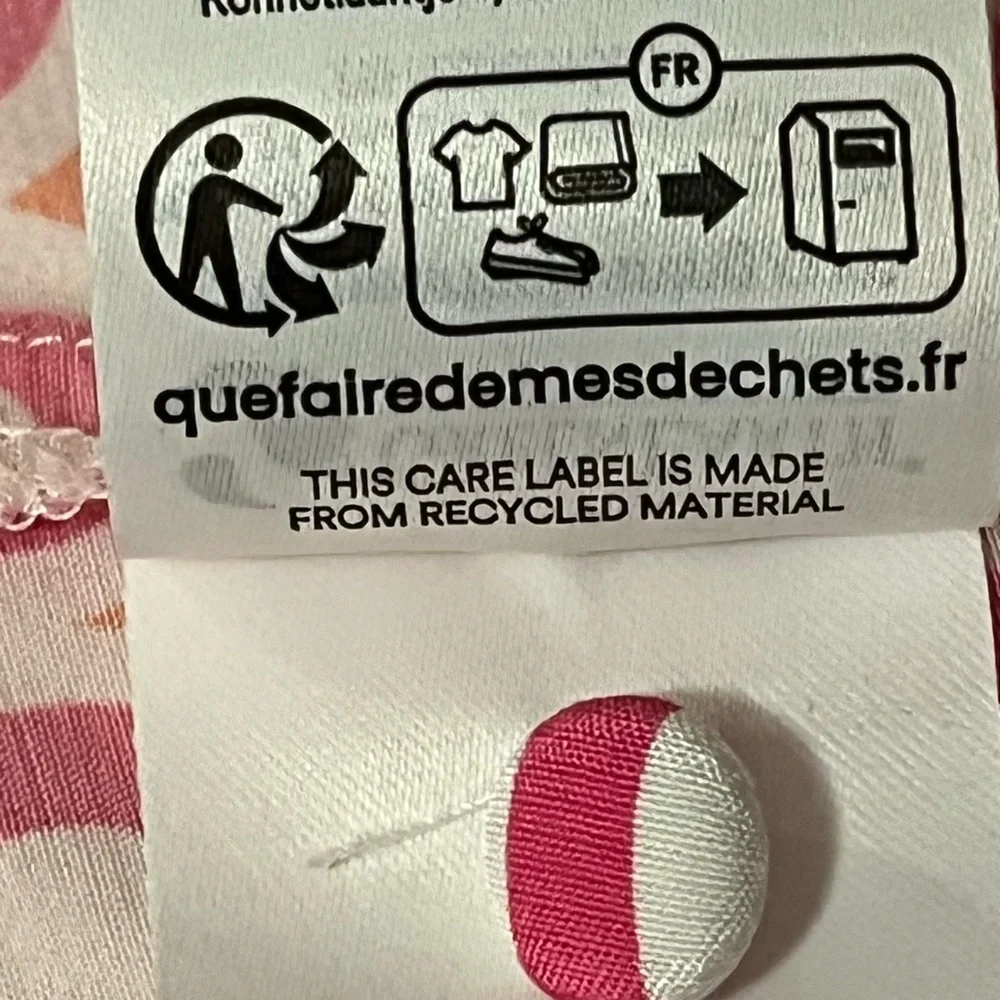 FR
quefairedemesdechets.fr
THIS CARE LABEL IS MADE
FROM RECYCLED MATERIAL